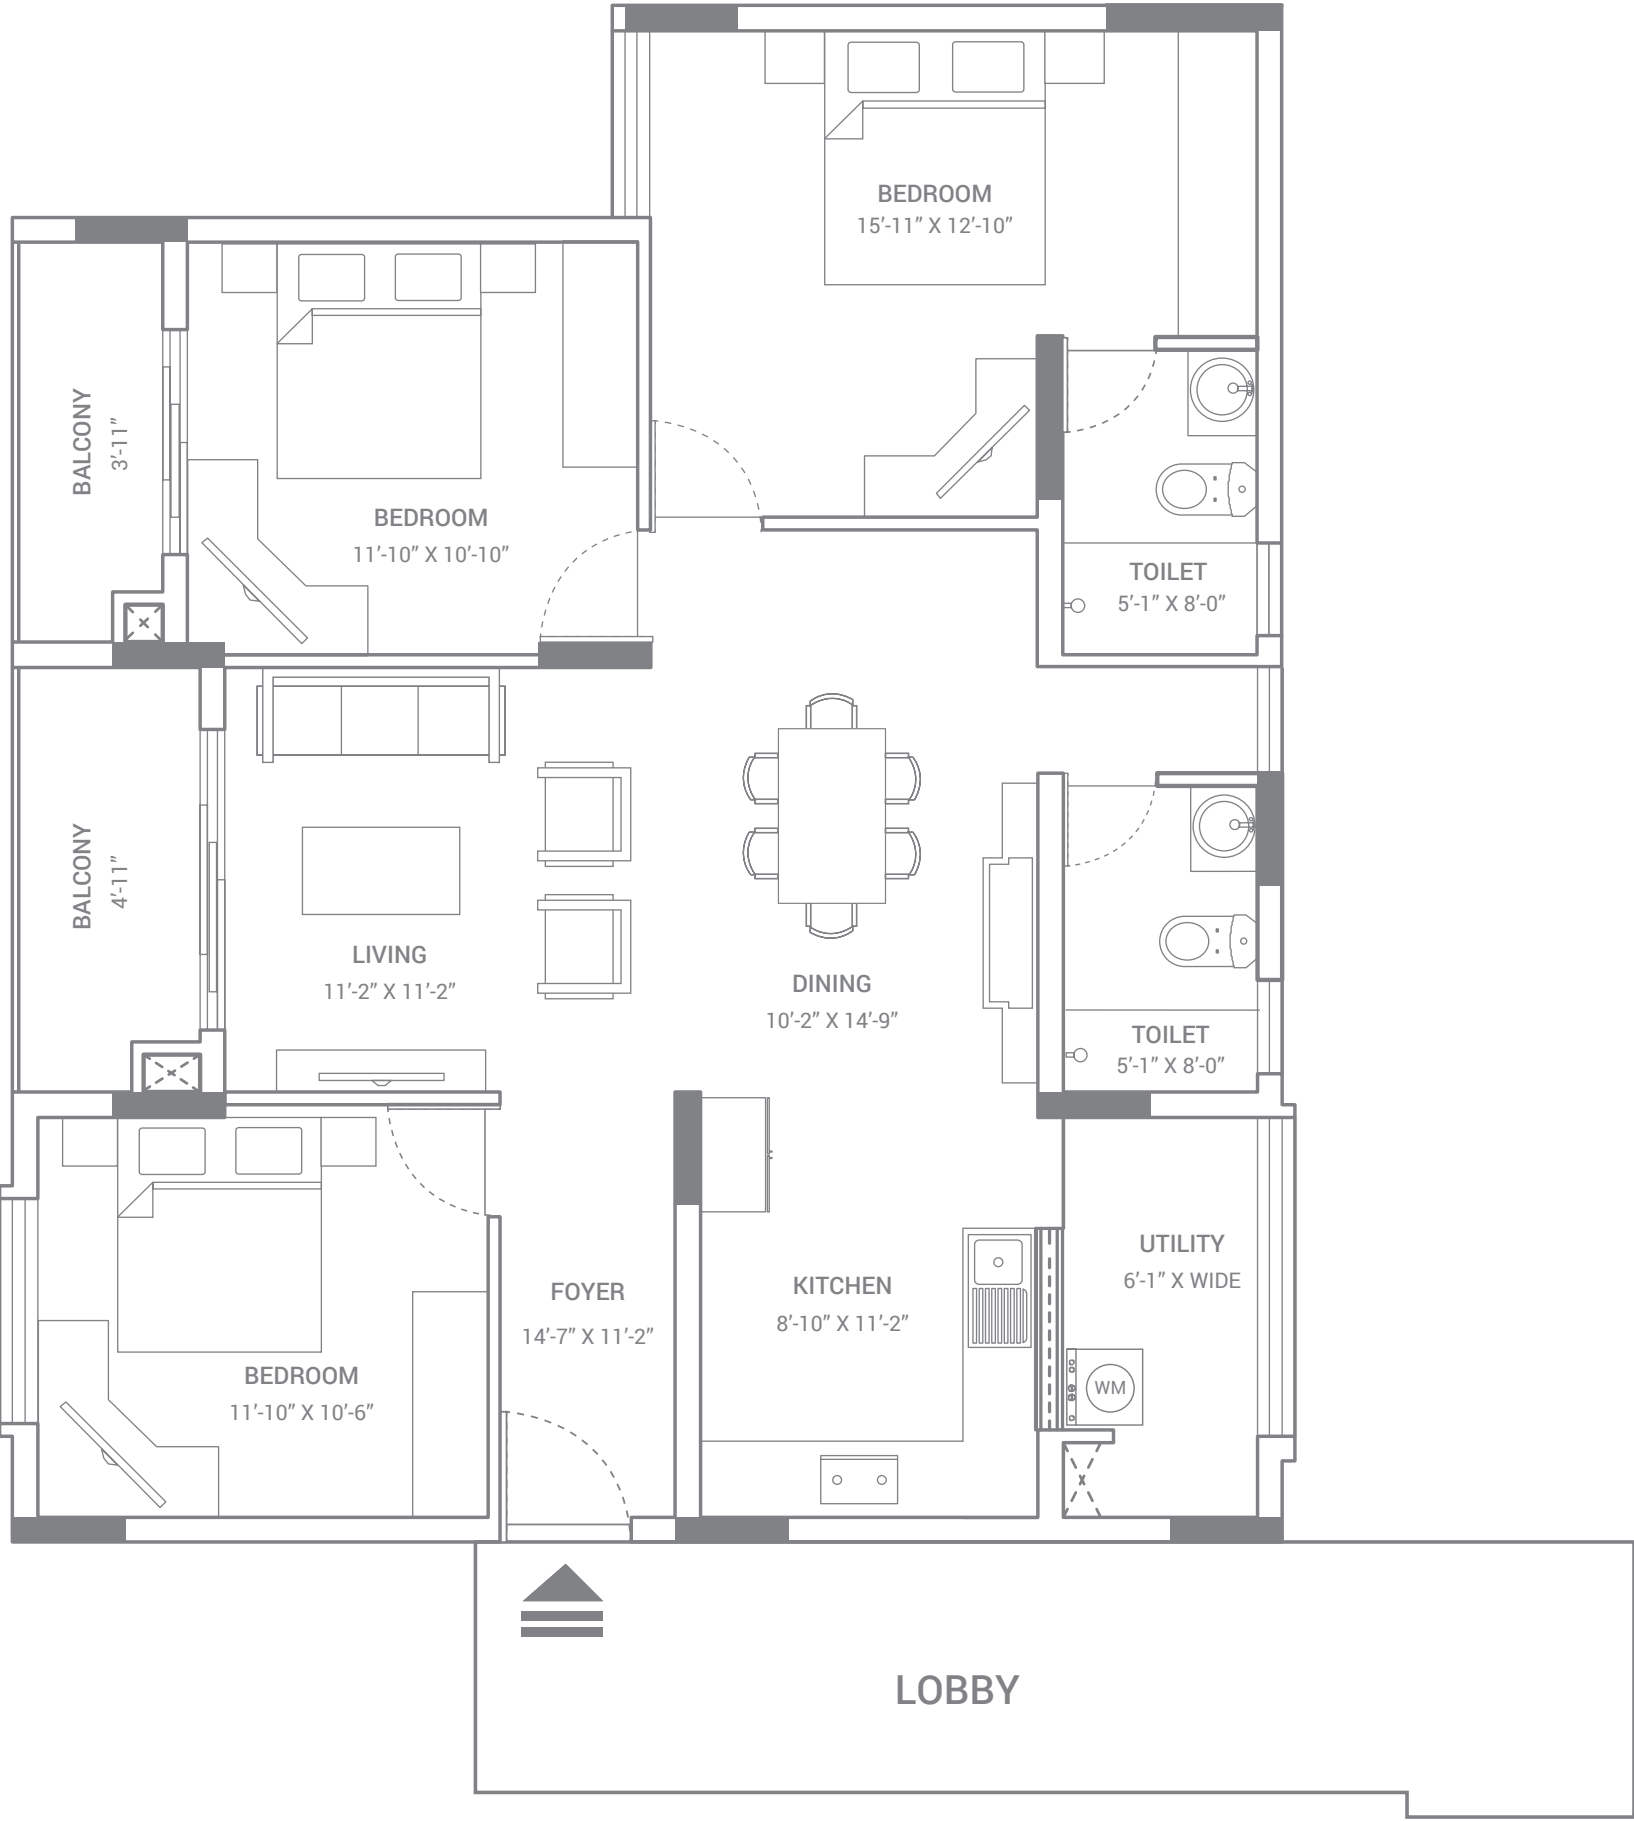 BEDROOM
15’-11” X 12’-10”
BALCONY
3’-11”
BEDROOM
11’-10” X 10’-10”
TOILET
5’-1” X 8’-0”
BALCONY
4’-11”
LIVING
11’-2” X 11’-2”
DINING
10’-2” X 14’-9”
TOILET
5’-1” X 8’-0”
UTILITY
6’-1” X WIDE
FOYER
14’-7” X 11’-2”
KITCHEN
8’-10” X 11’-2”
BEDROOM
11’-10” X 10’-6”
WM
LOBBY